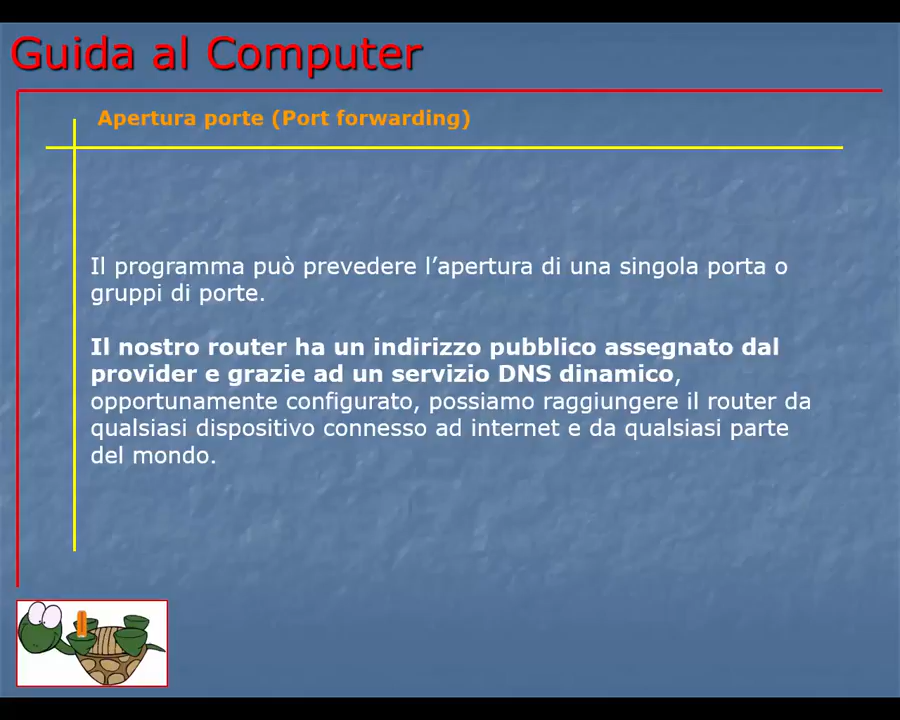 Guida al Computer
Apertura porte (Port forwarding)
Il programma può prevedere l’apertura di una singola porta o
gruppi di porte.
Il nostro router ha un indirizzo pubblico assegnato dal
provider e grazie ad un servizio DNS dinamico,
opportunamente configurato, possiamo raggiungere il router da
qualsiasi dispositivo connesso ad internet e da qualsiasi parte
del mondo.